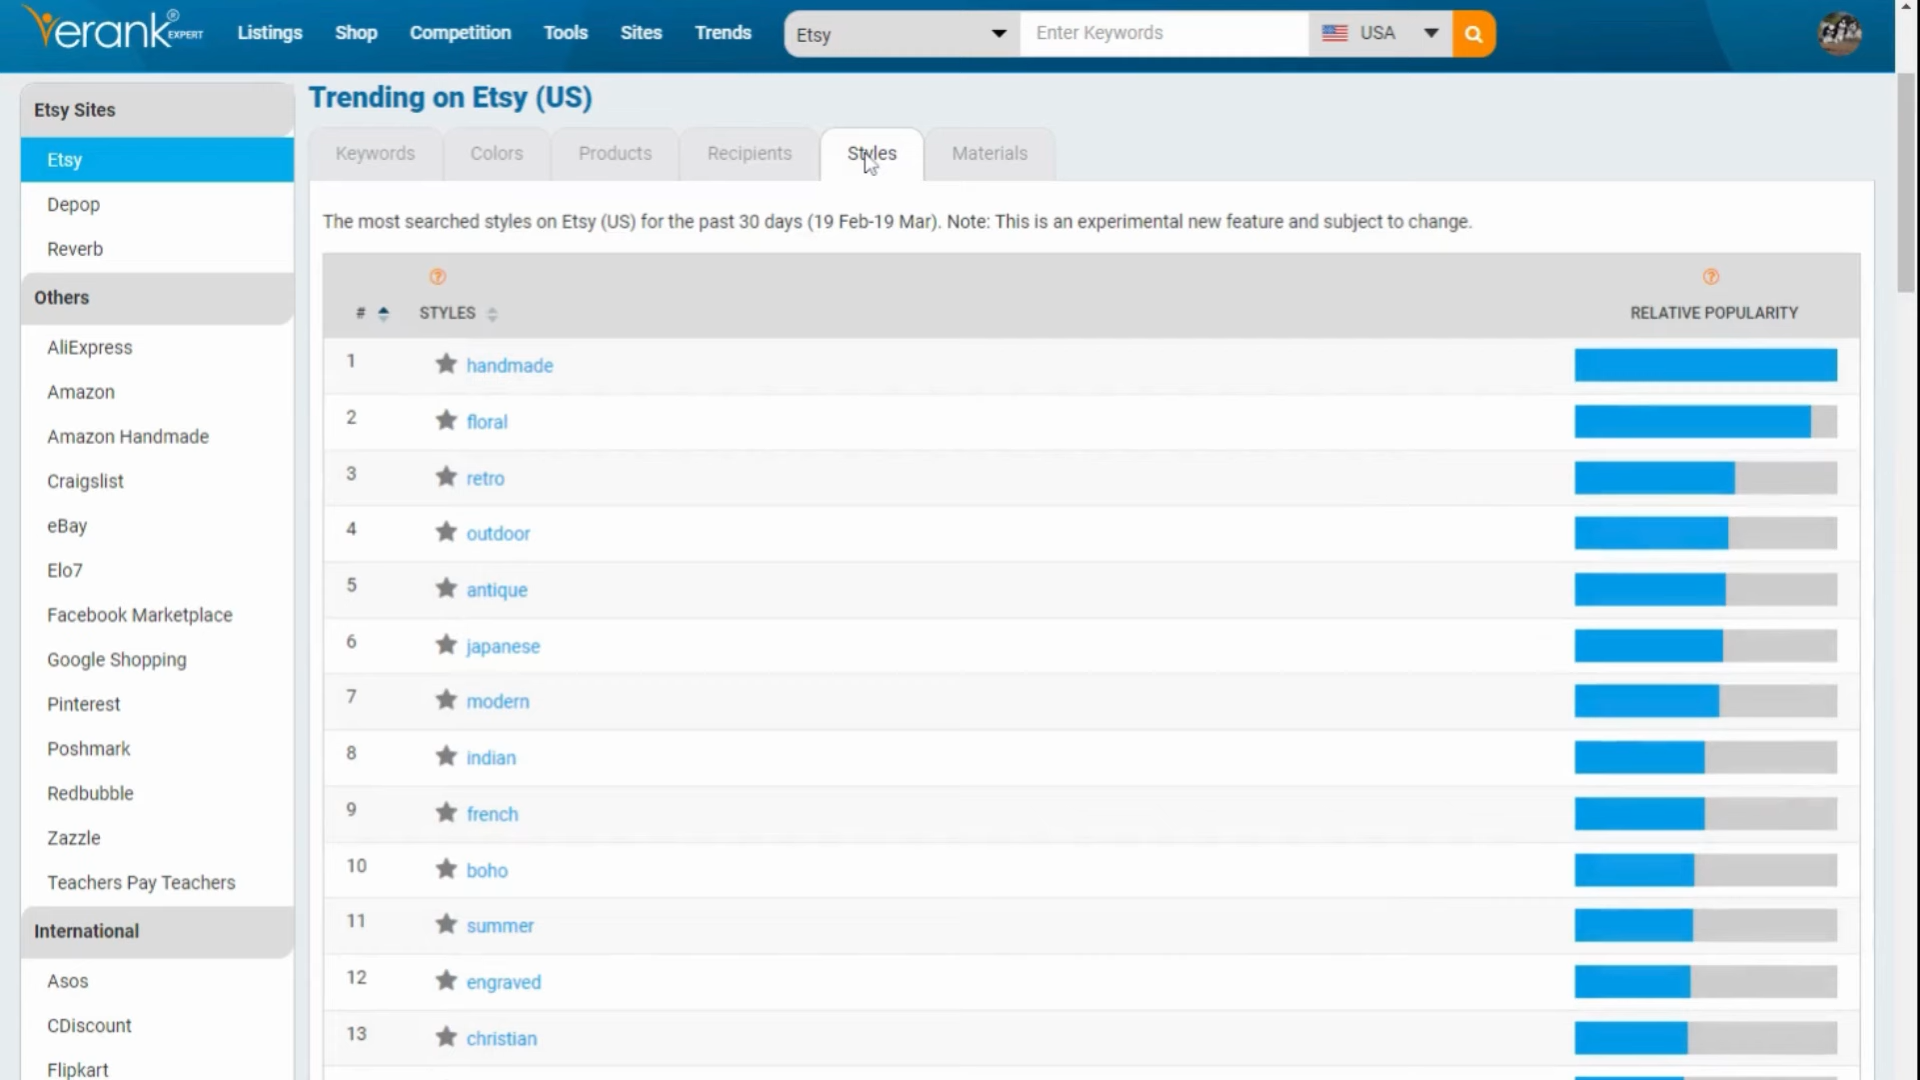 erank® EXPERT
Listings Shop Competition Tools Sites Trends Etsy Enter Keywords USA
Etsy Sites
Etsy
Depop
Reverb
Others
AliExpress
Amazon
Amazon Handmade
Craigslist
eBay
Elo7
Facebook Marketplace
Google Shopping
Pinterest
Poshmark
Redbubble
Zazzle
Teachers Pay Teachers
International
Asos
CDiscount
Flipkart
Trending on Etsy (US)
Keywords Colors Products Recipients Styles Materials
The most searched styles on Etsy (US) for the past 30 days (19 Feb-19 Mar). Note: This is an experimental new feature and subject to change.
? ?
# STYLES RELATIVE POPULARITY
1 handmade
2 floral
3 retro
4 outdoor
5 antique
6 japanese
7 modern
8 indian
9 french
10 boho
11 summer
12 engraved
13 christian